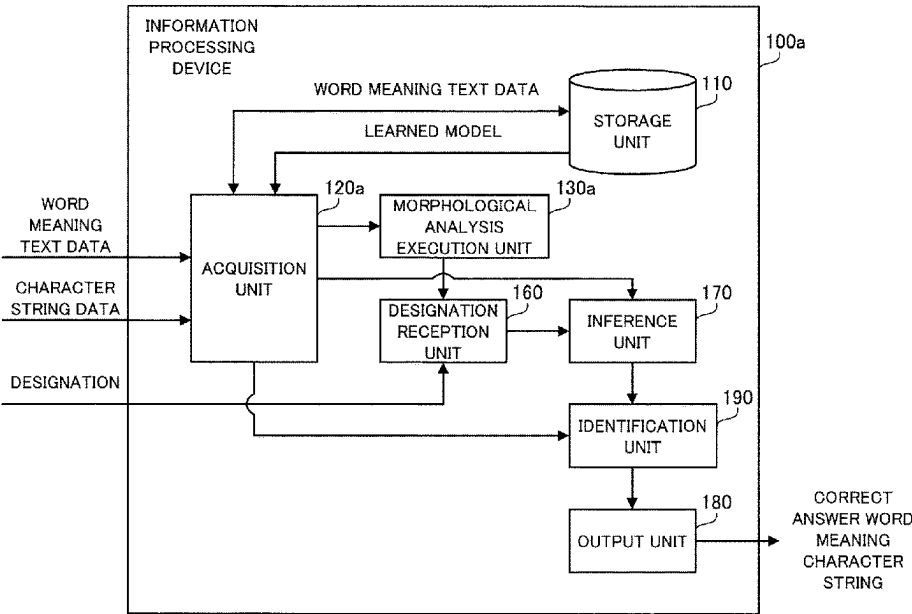 INFORMATION
PROCESSING
DEVICE
100a
WORD MEANING TEXT DATA
110
STORAGE
UNIT
LEARNED MODEL
WORD
MEANING
TEXT DATA
120a
ACQUISITION
UNIT
130a
MORPHOLOGICAL
ANALYSIS
EXECUTION UNIT
CHARACTER
STRING DATA
160
DESIGNATION
RECEPTION
UNIT
170
INFERENCE
UNIT
DESIGNATION
190
IDENTIFICATION
UNIT
180
OUTPUT UNIT
CORRECT
ANSWER WORD
MEANING
CHARACTER
STRING